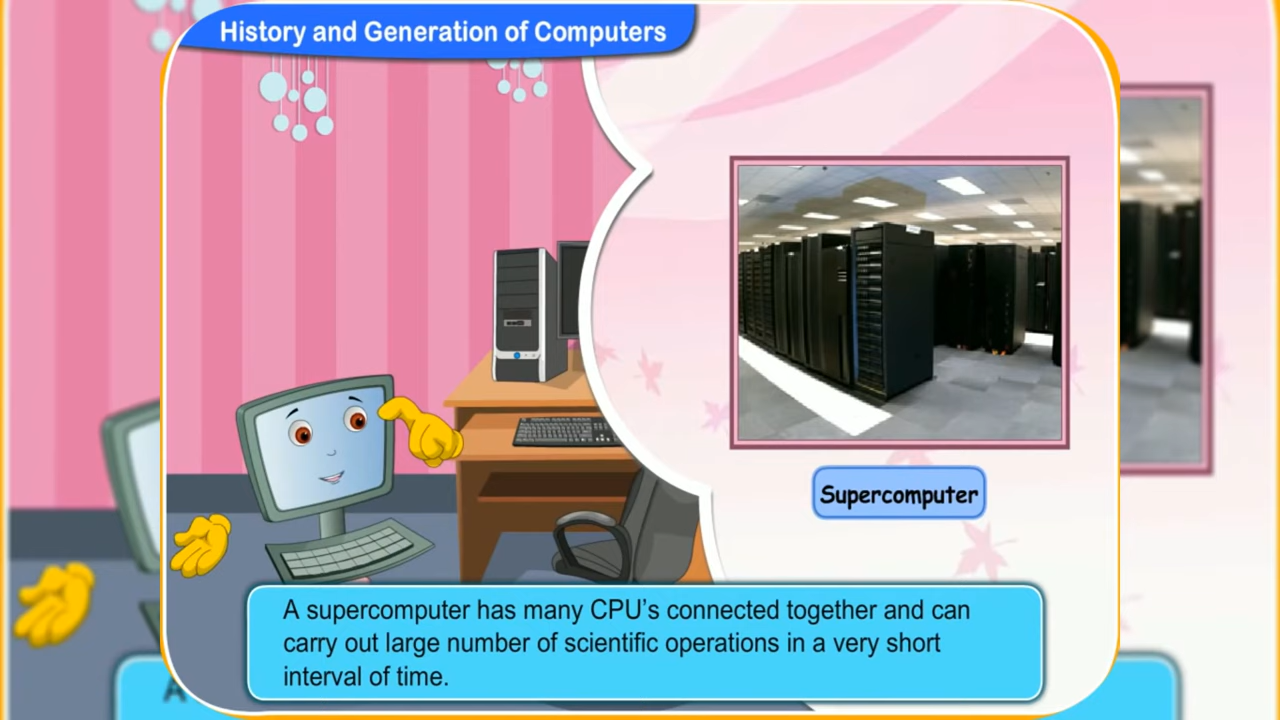 History and Generation of Computers
Supercomputer
A supercomputer has many CPU's connected together and can
carry out large number of scientific operations in a very short
interval of time.
A